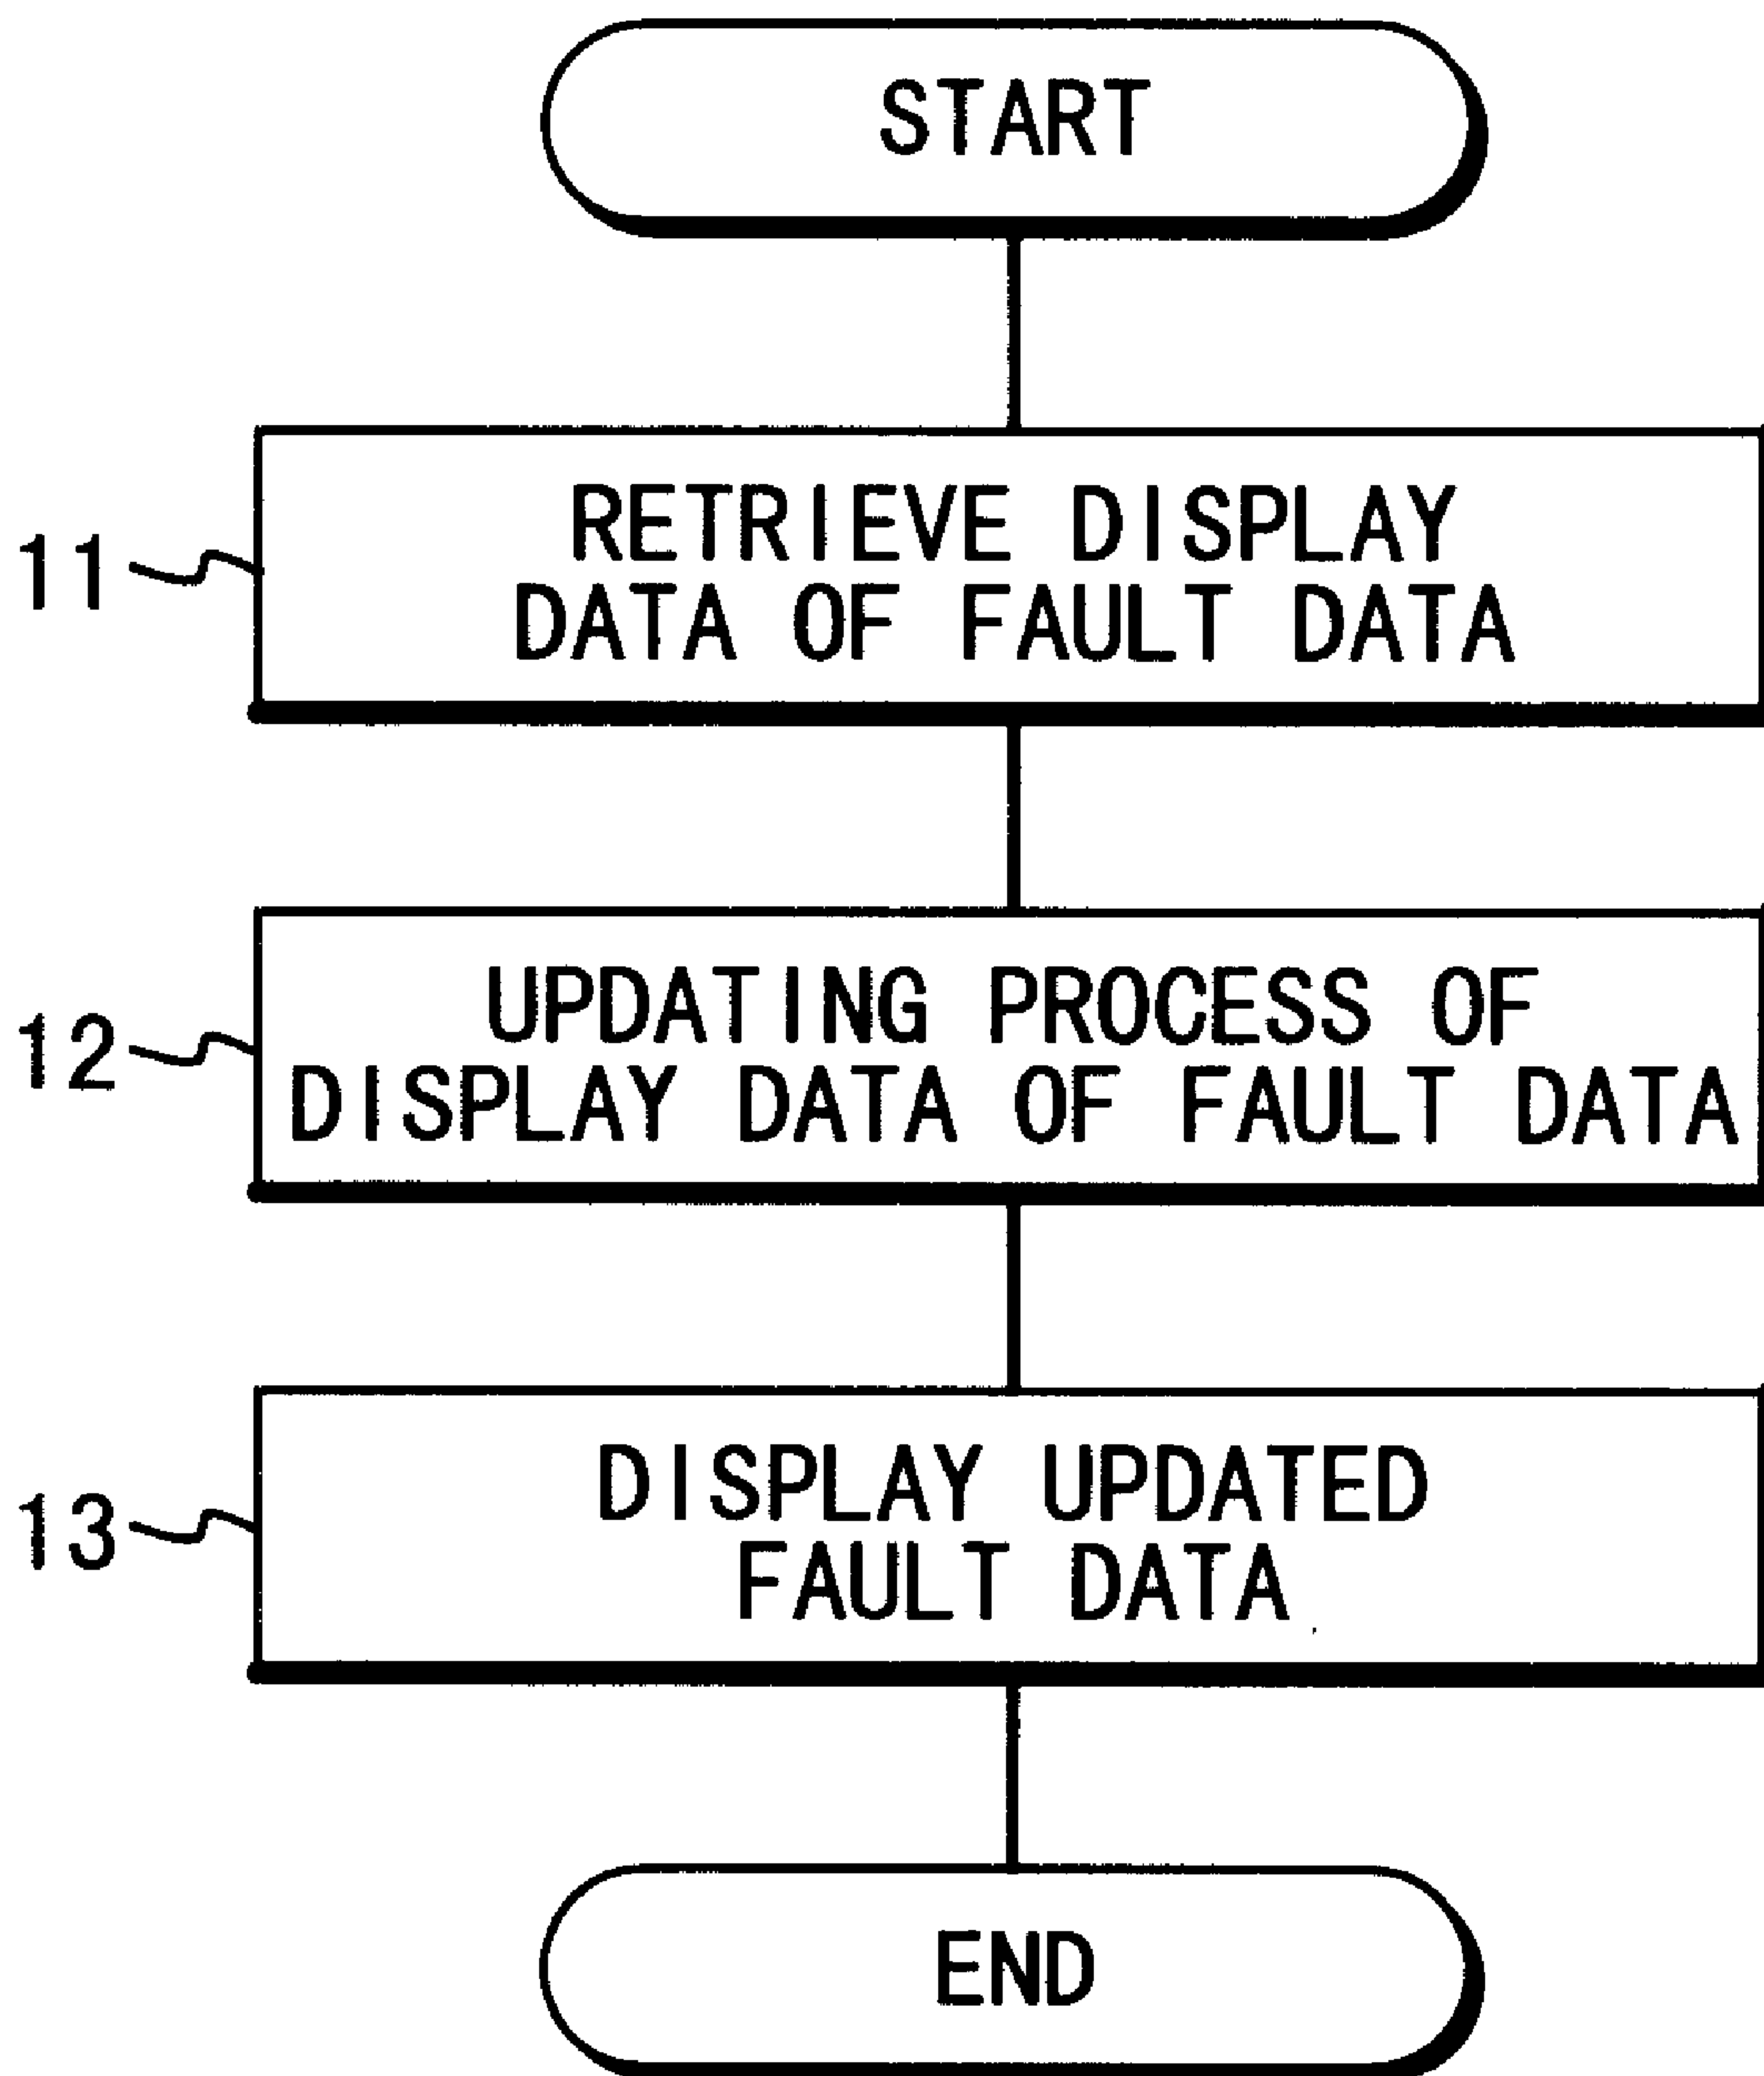 START
11
RETRIEVE DISPLAY
DATA OF FAULT DATA
12
UPDATING PROCESS OF
DISPLAY DATA OF FAULT DATA
13
DISPLAY UPDATED
FAULT DATA
END